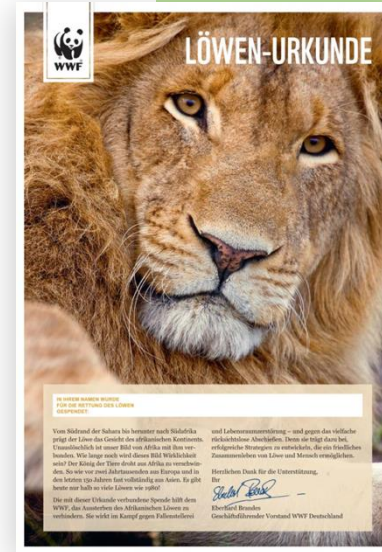 WWF
LÖWEN-URKUNDE
IN IHREM NAMEN WURDE
FÜR DIE RETTUNG DES LÖWEN
GESPENDET:
Vom Südrand der Sahara bis herunter nach Südafrika
prägt der Löwe das Gesicht des afrikanischen Kontinents.
Unauslöschlich ist unser Bild von Afrika mit ihm ver-
bunden. Wie lange noch wird dieses Bild Wirklichkeit
sein? Der König der Tiere droht aus Afrika zu verschwin-
den. So wie vor zwei Jahrtausenden aus Europa und in
den letzten 150 Jahren fast vollständig aus Asien. Es gibt
heute nur halb so viele Löwen wie 1980!
Die mit dieser Urkunde verbundene Spende hilft dem
WWF, das Aussterben des Afrikanischen Löwen zu
verhindern. Sie wirkt im Kampf gegen Fallenstellerei
und Lebensraumzerstörung – und gegen das vielfache
rücksichtslose Abschießen. Denn sie trägt dazu bei,
erfolgreiche Strategien zu entwickeln, die ein friedliches
Zusammenleben von Löwe und Mensch ermöglichen.
Herzlichen Dank für die Unterstützung,
Ihr
Eberhard Brandes
Geschäftsführender Vorstand WWF Deutschland